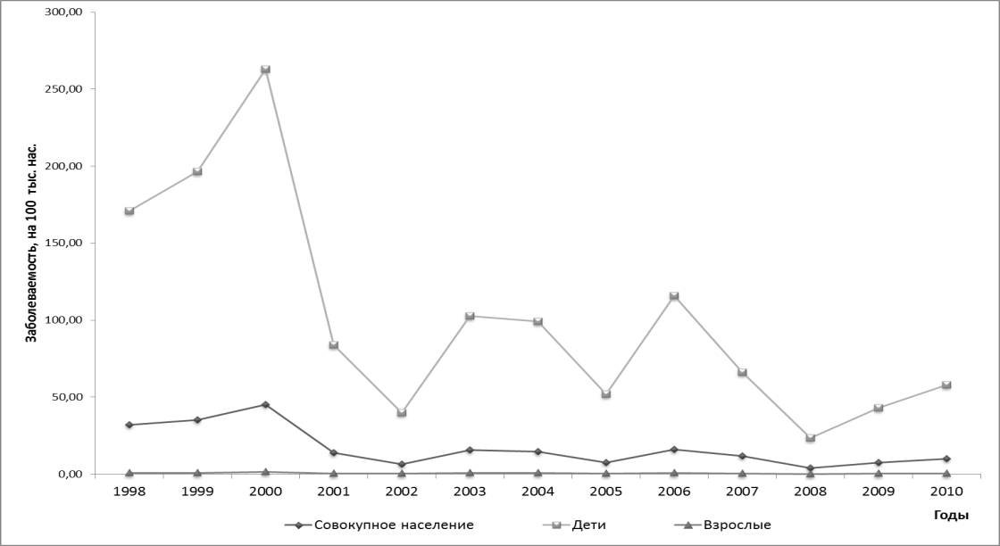 300,00
250,00
200,00
150,00
100,00
50,00
0,00
Заболеваемость, на 100 тыс. нас.
1998 1999 2000 2001 2002 2003 2004 2005 2006 2007 2008 2009 2010
Годы
Совокупное население Дети Взрослые